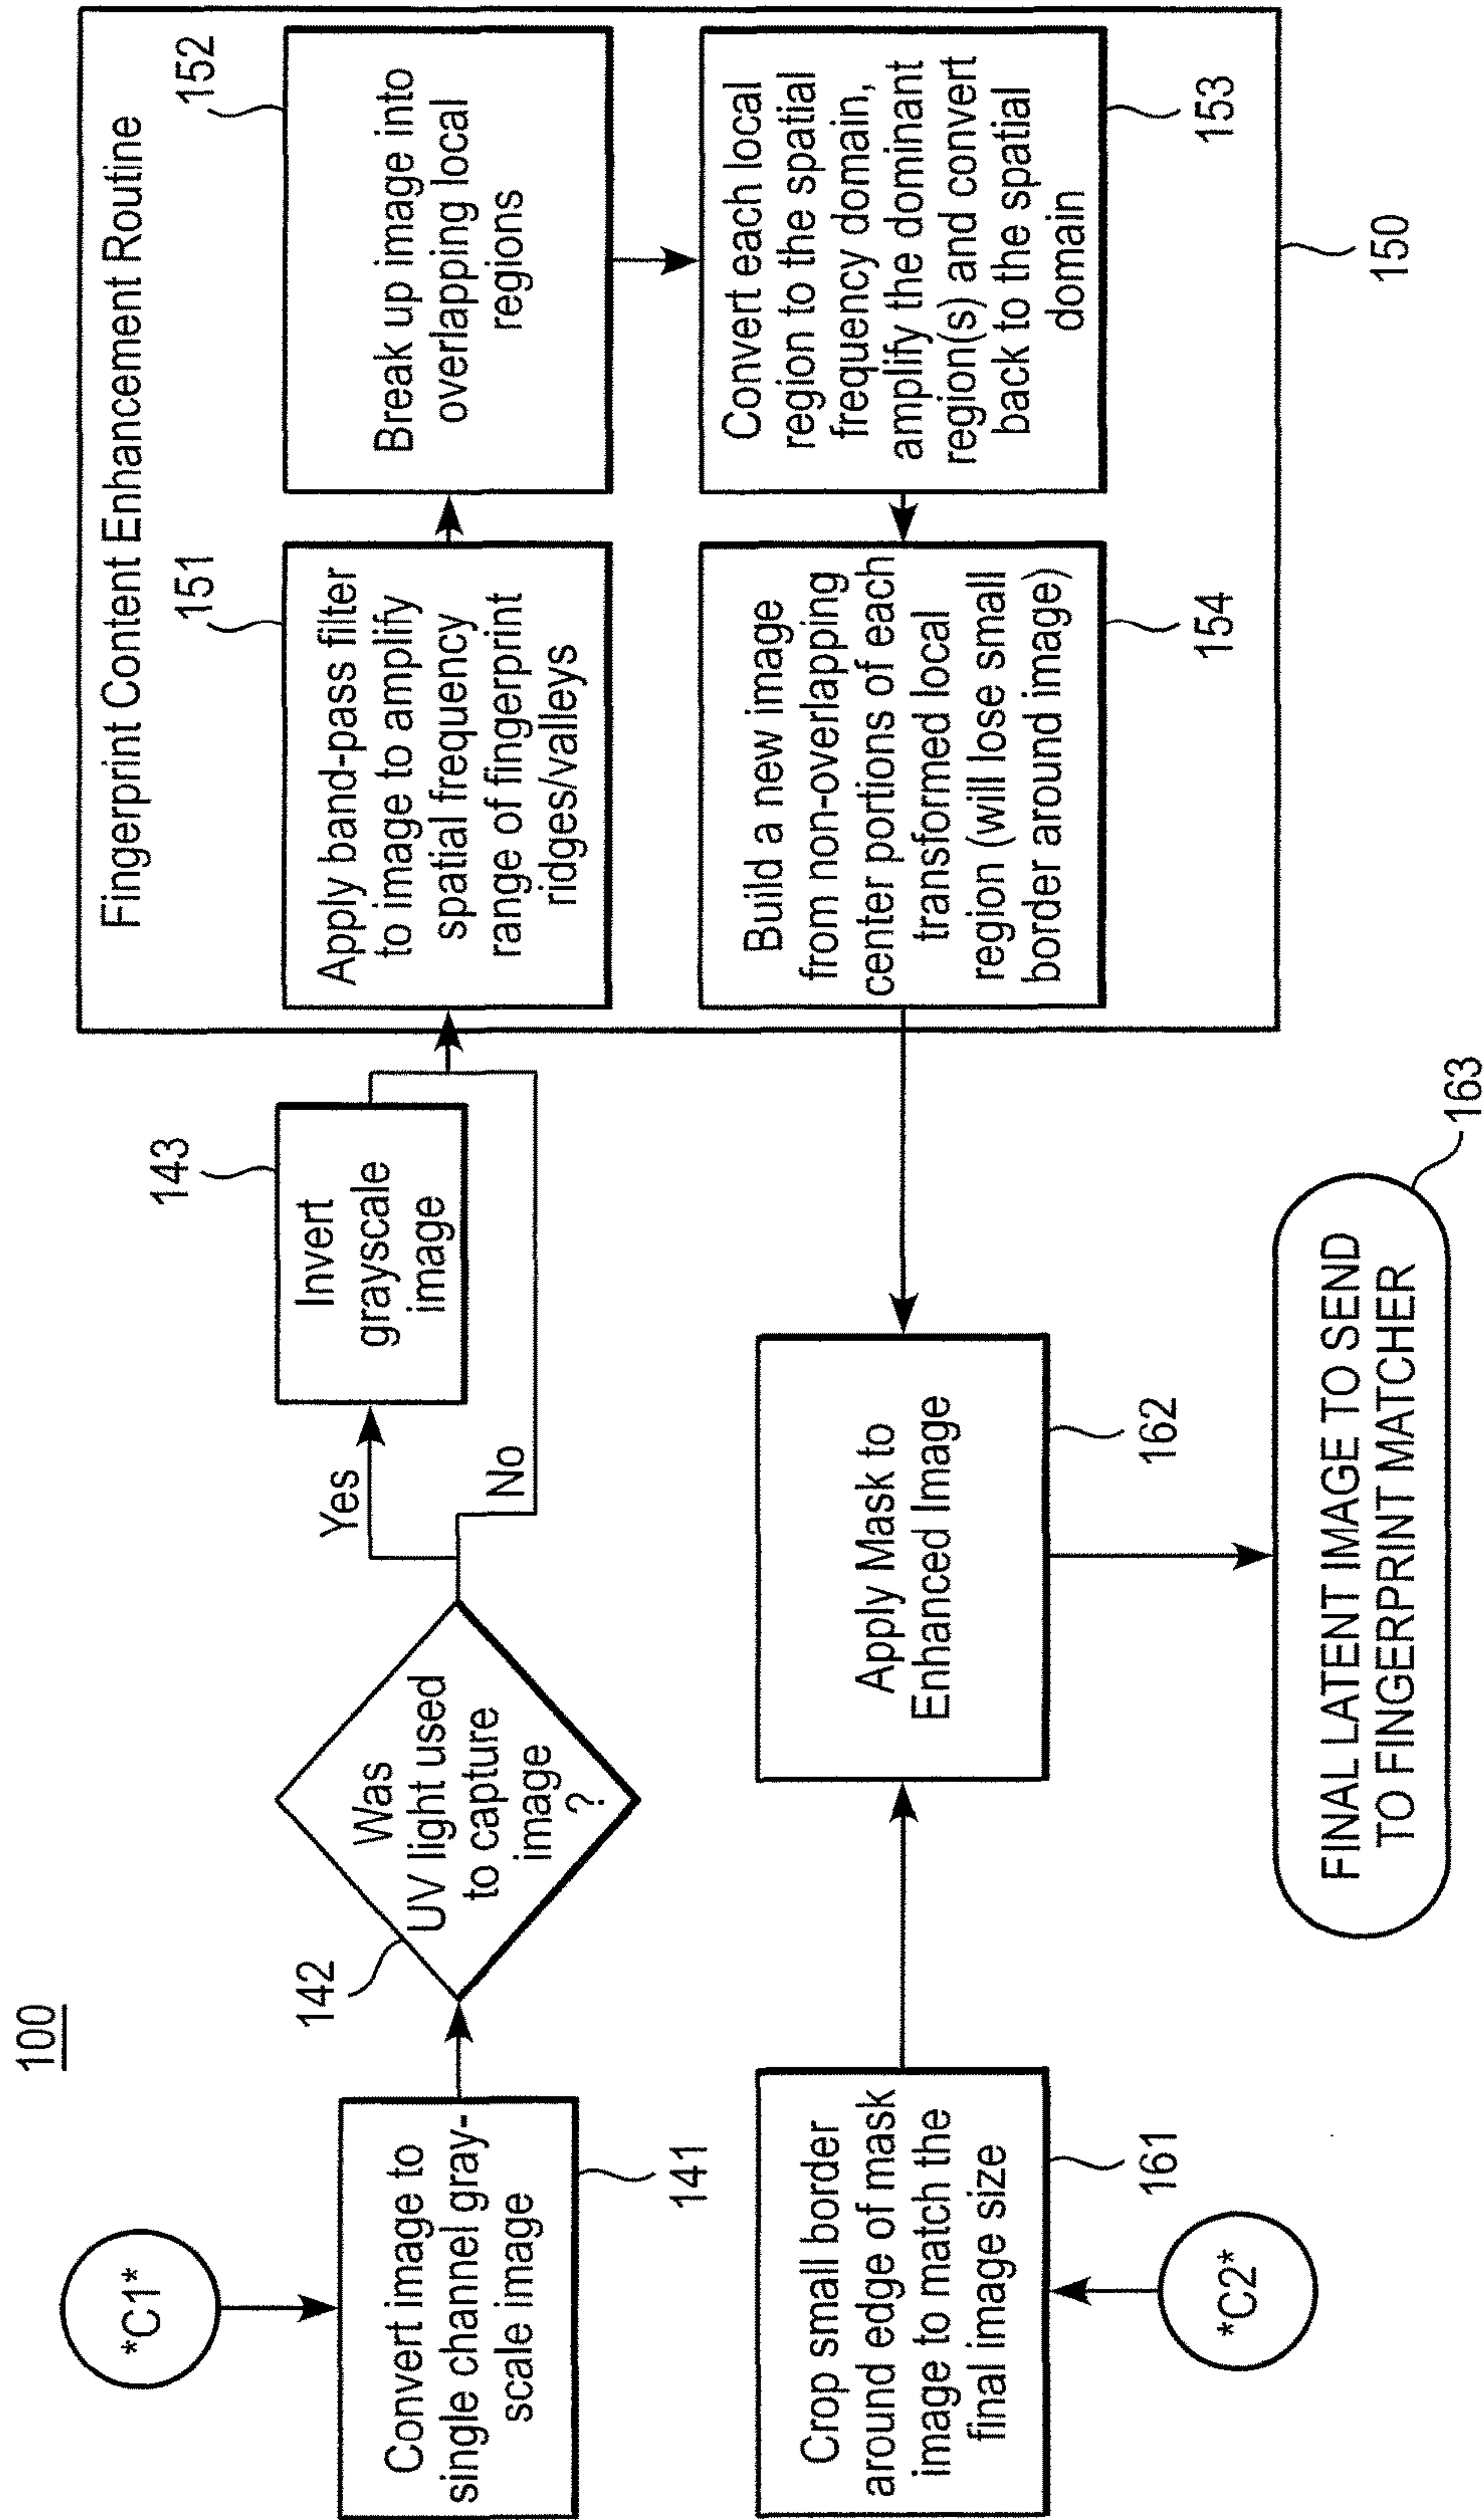 100
*C1*
Convert image to
single channel gray-
scale image
141
142
Was
UV light used
to capture
image
?
Yes
No
143
Invert
grayscale
image
Fingerprint Content Enhancement Routine
151
Apply band-pass filter
to image to amplify
spatial frequency
range of fingerprint
ridges/valleys
152
Break up image into
overlapping local
regions
Convert each local
region to the spatial
frequency domain,
amplify the dominant
region(s) and convert
back to the spatial
domain
153
Build a new image
from non-overlapping
center portions of each
transformed local
region (will lose small
border around image)
154
150
*C2*
Crop small border
around edge of mask
image to match the
final image size
161
Apply Mask to
Enhanced Image
162
FINAL LATENT IMAGE TO SEND
TO FINGERPRINT MATCHER
163